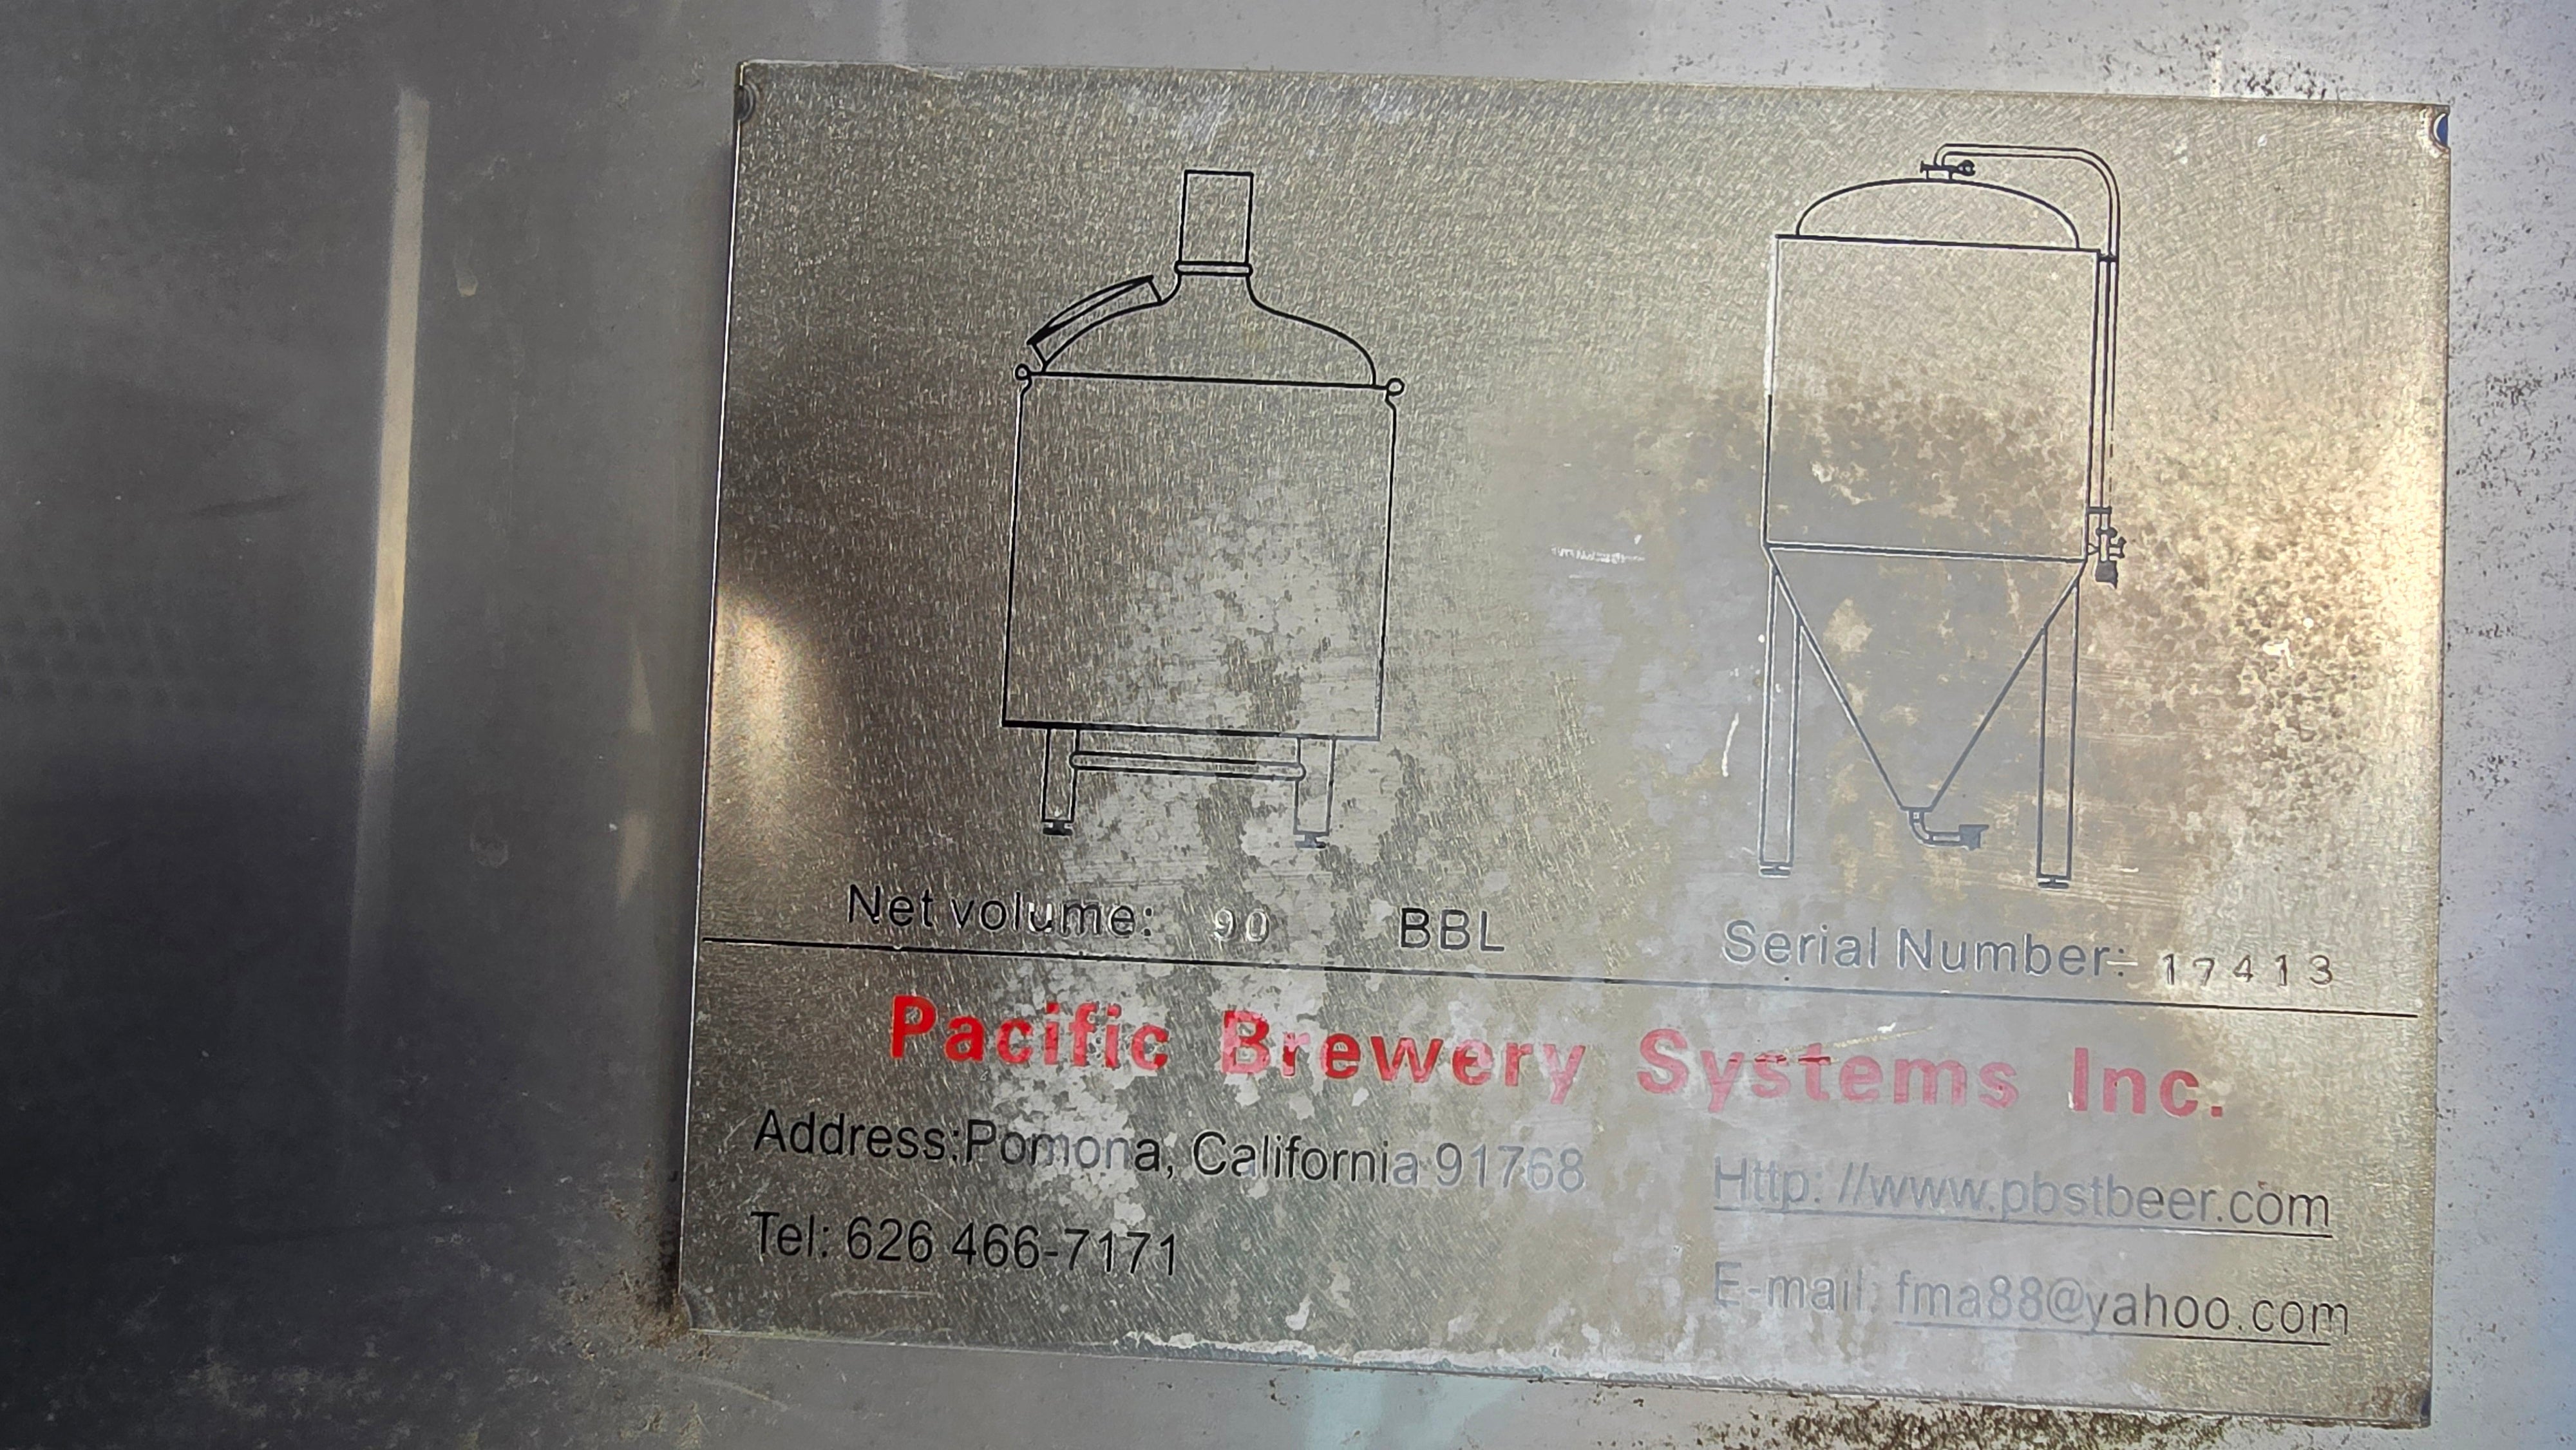 Net volume: 90 BBL
Serial Number: 17413
Pacific Brewery Systems Inc.
Address:Pomona, California 91768
Http: //www.pbstbeer.com
Tel: 626 466-7171
E-mail: fma88@yahoo.com